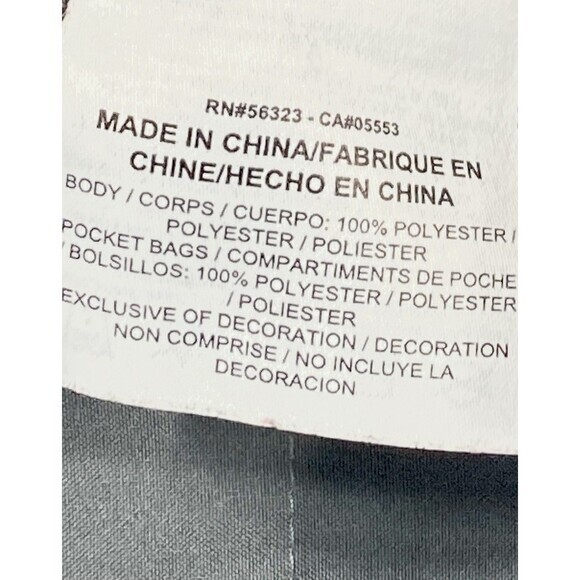 RN#56323 - CA#05553
MADE IN CHINA/FABRIQUE EN
CHINE/HECHO EN CHINA
BODY / CORPS / CUERPO: 100% POLYESTER /
POLYESTER / POLIESTER
POCKET BAGS / COMPARTIMENTS DE POCHE
/ BOLSILLOS: 100% POLYESTER / POLYESTER
/ POLIESTER
EXCLUSIVE OF DECORATION / DECORATION
NON COMPRISE / NO INCLUYE LA
DECORACION